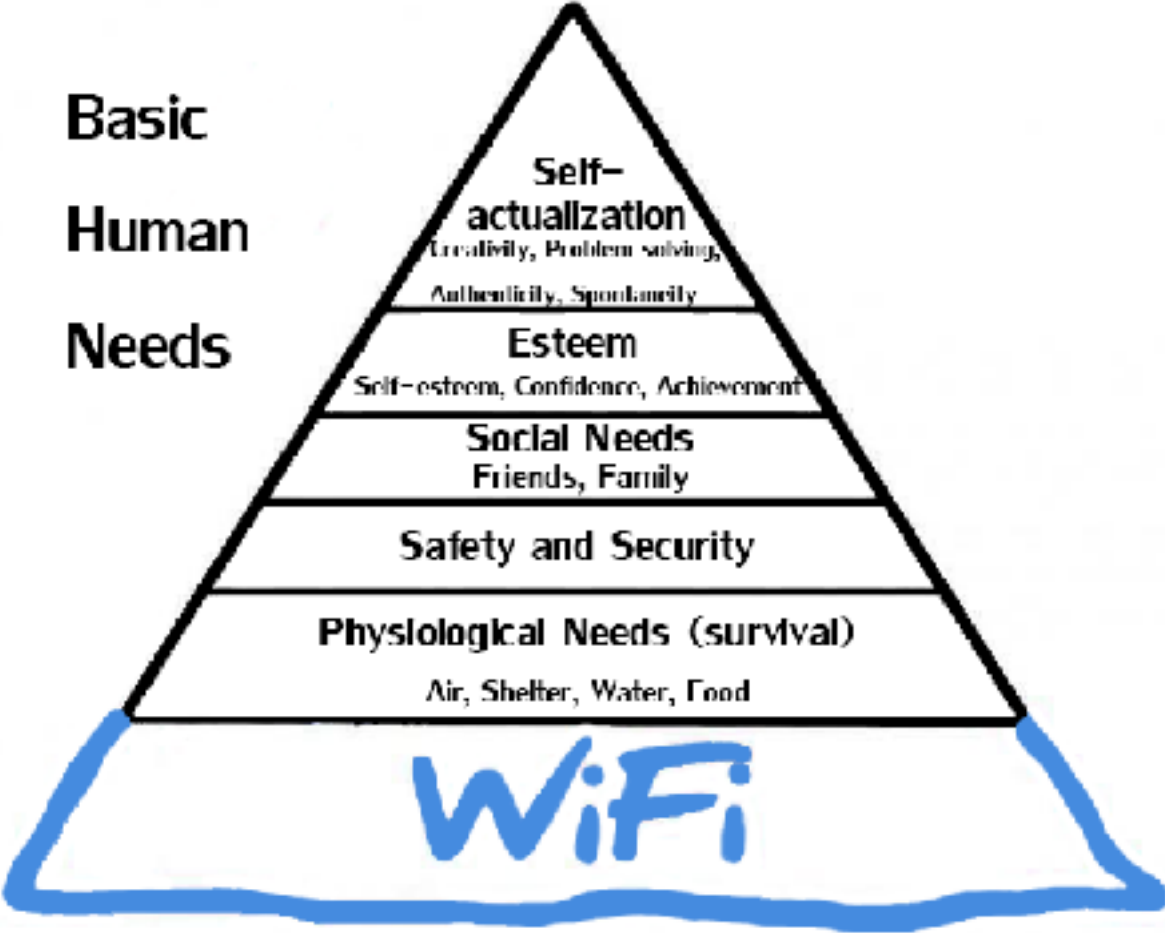 Basic
Human
Needs
Self-
actualization
Creativity, Problem solving,
Authenticity, Spontaneity
Esteem
Self-esteem, Confidence, Achievement
Social Needs
Friends, Family
Safety and Security
Physiological Needs (survival)
Air, Shelter, Water, Food
WiFi